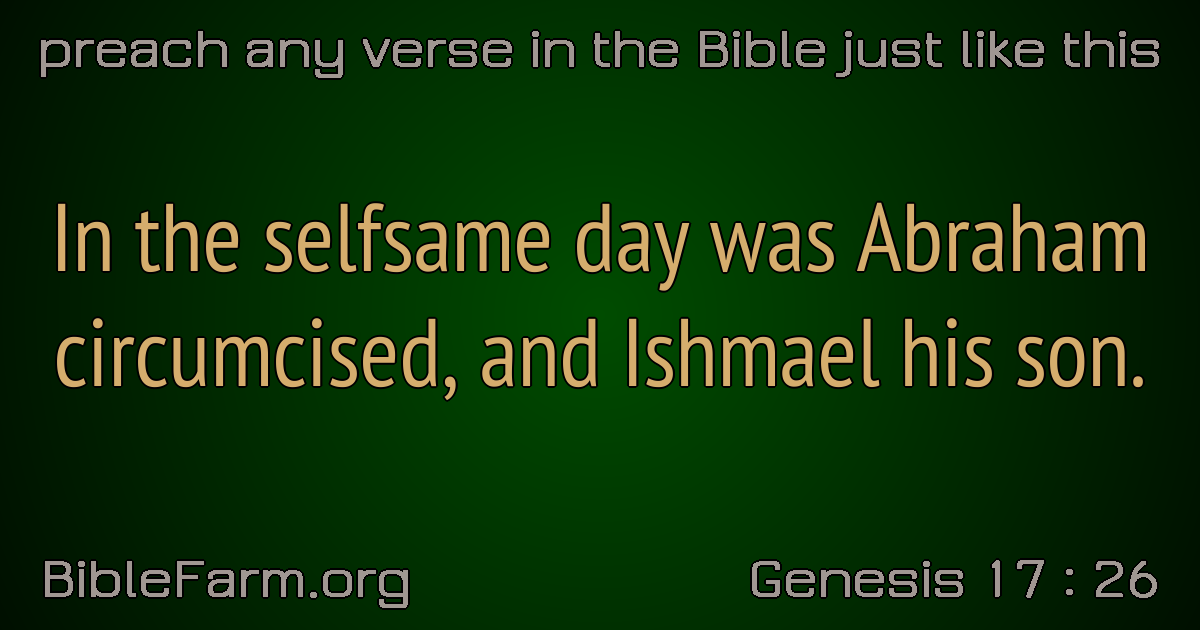 preach any verse in the Bible just like this
In the selfsame day was Abraham
circumcised, and Ishmael his son.
BibleFarm.org
Genesis 17 : 26